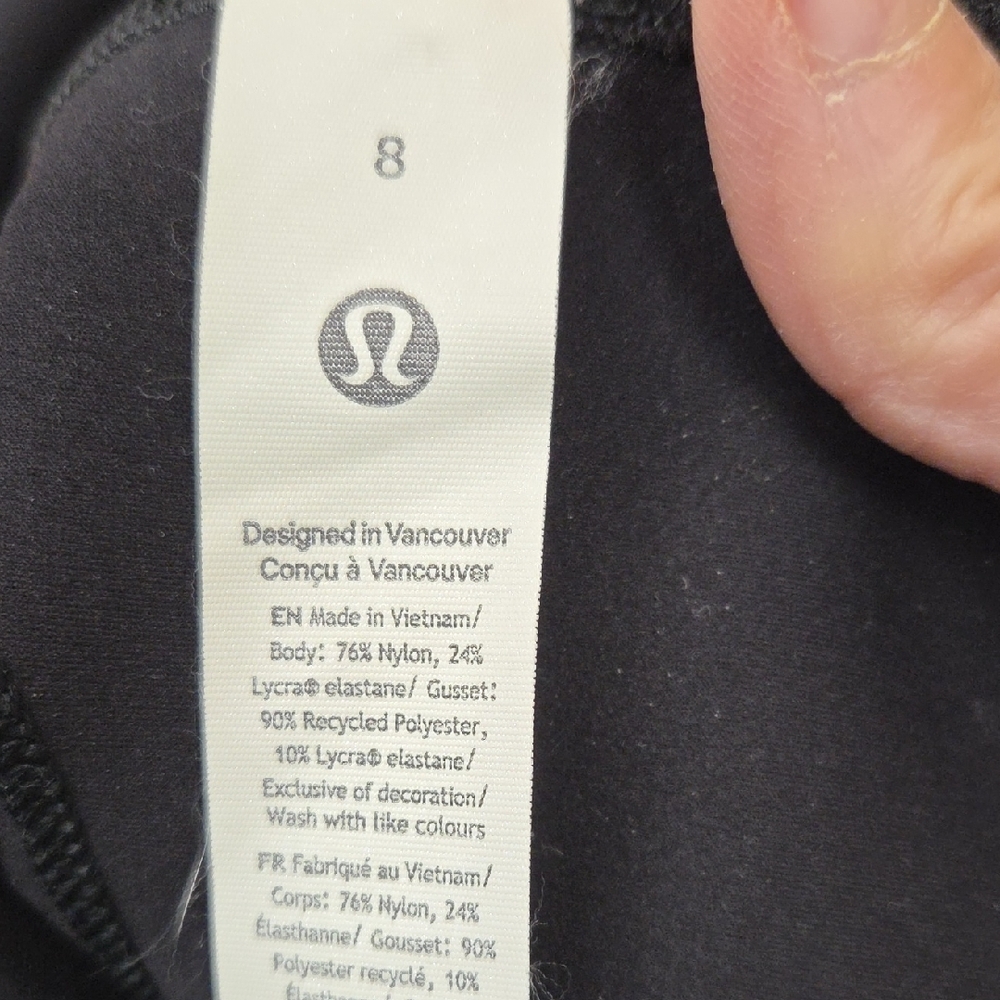 8
Designed in Vancouver
Conçu à Vancouver
EN Made in Vietnam/
Body: 76% Nylon, 24%
Lycra® elastane/ Gusset:
90% Recycled Polyester,
10% Lycra® elastane/
Exclusive of decoration/
Wash with like colours
FR Fabriqué au Vietnam/
Corps: 76% Nylon, 24%
Élasthanne/ Gousset: 90%
Polyester recyclé, 10%